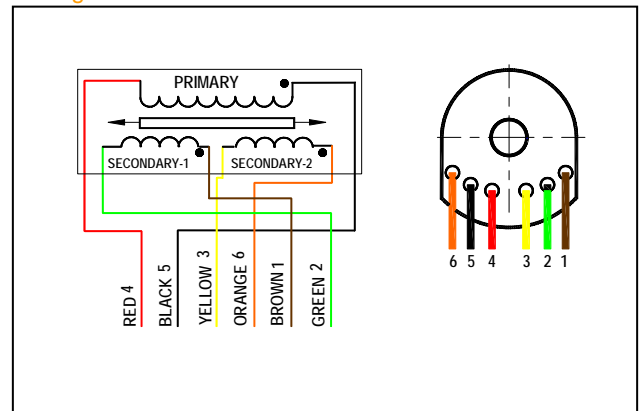 PRIMARY
SECONDARY-1
SECONDARY-2
RED 4
BLACK 5
YELLOW 3
ORANGE 6
BROWN 1
GREEN 2
6 5 4 3 2 1